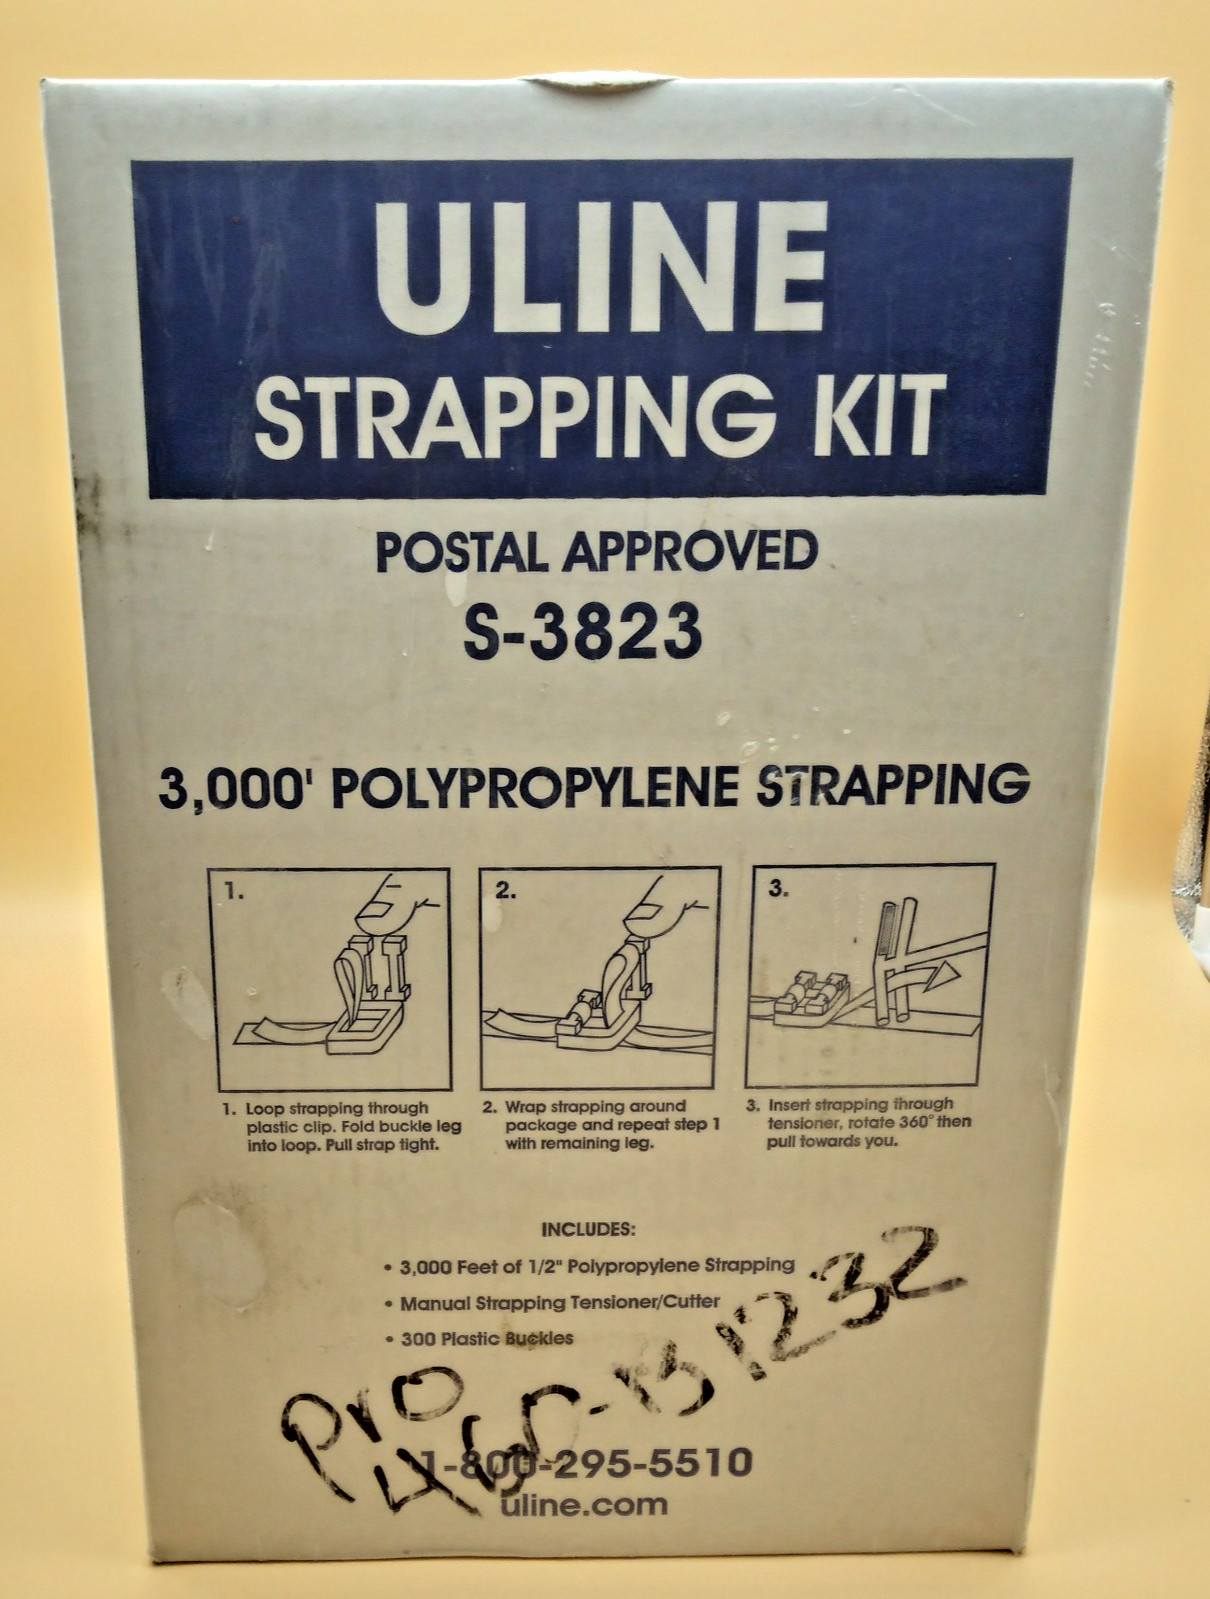 ULINE
STRAPPING KIT
POSTAL APPROVED
S-3823
3,000' POLYPROPYLENE STRAPPING
1.
2.
3.
1. Loop strapping through
plastic clip. Fold buckle leg
into loop. Pull strap tight.
2. Wrap strapping around
package and repeat step 1
with remaining leg.
3. Insert strapping through
tensioner, rotate 360° then
pull towards you.
INCLUDES:
• 3,000 Feet of 1/2" Polypropylene Strapping
• Manual Strapping Tensioner/Cutter
• 300 Plastic Buckles
Pro
1-800-295-5510
uline.com